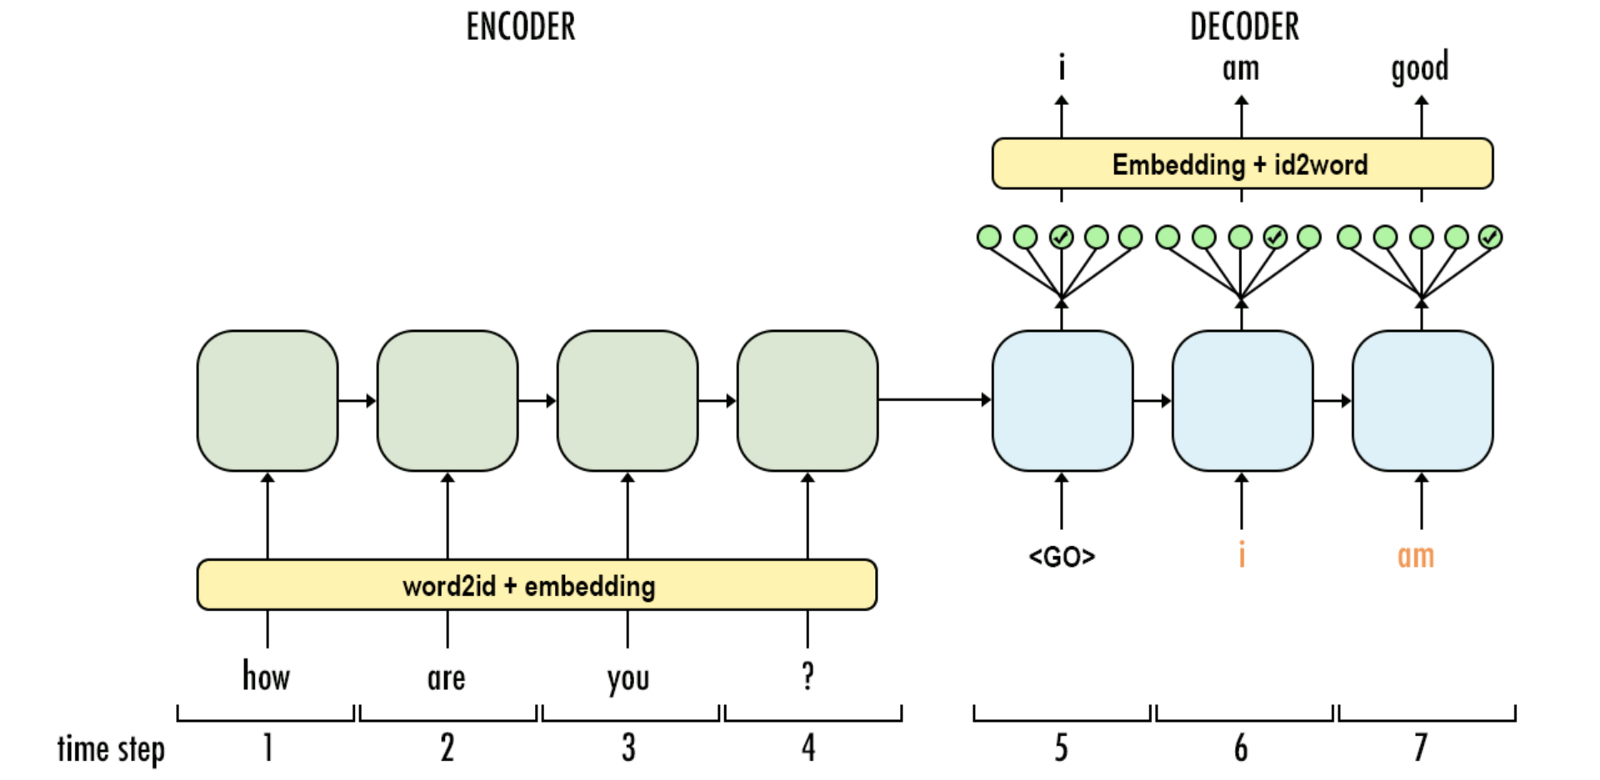 ENCODER
DECODER
i am good
Embedding + id2word
<GO> i am
word2id + embedding
how are you ?
time step 1 2 3 4 5 6 7